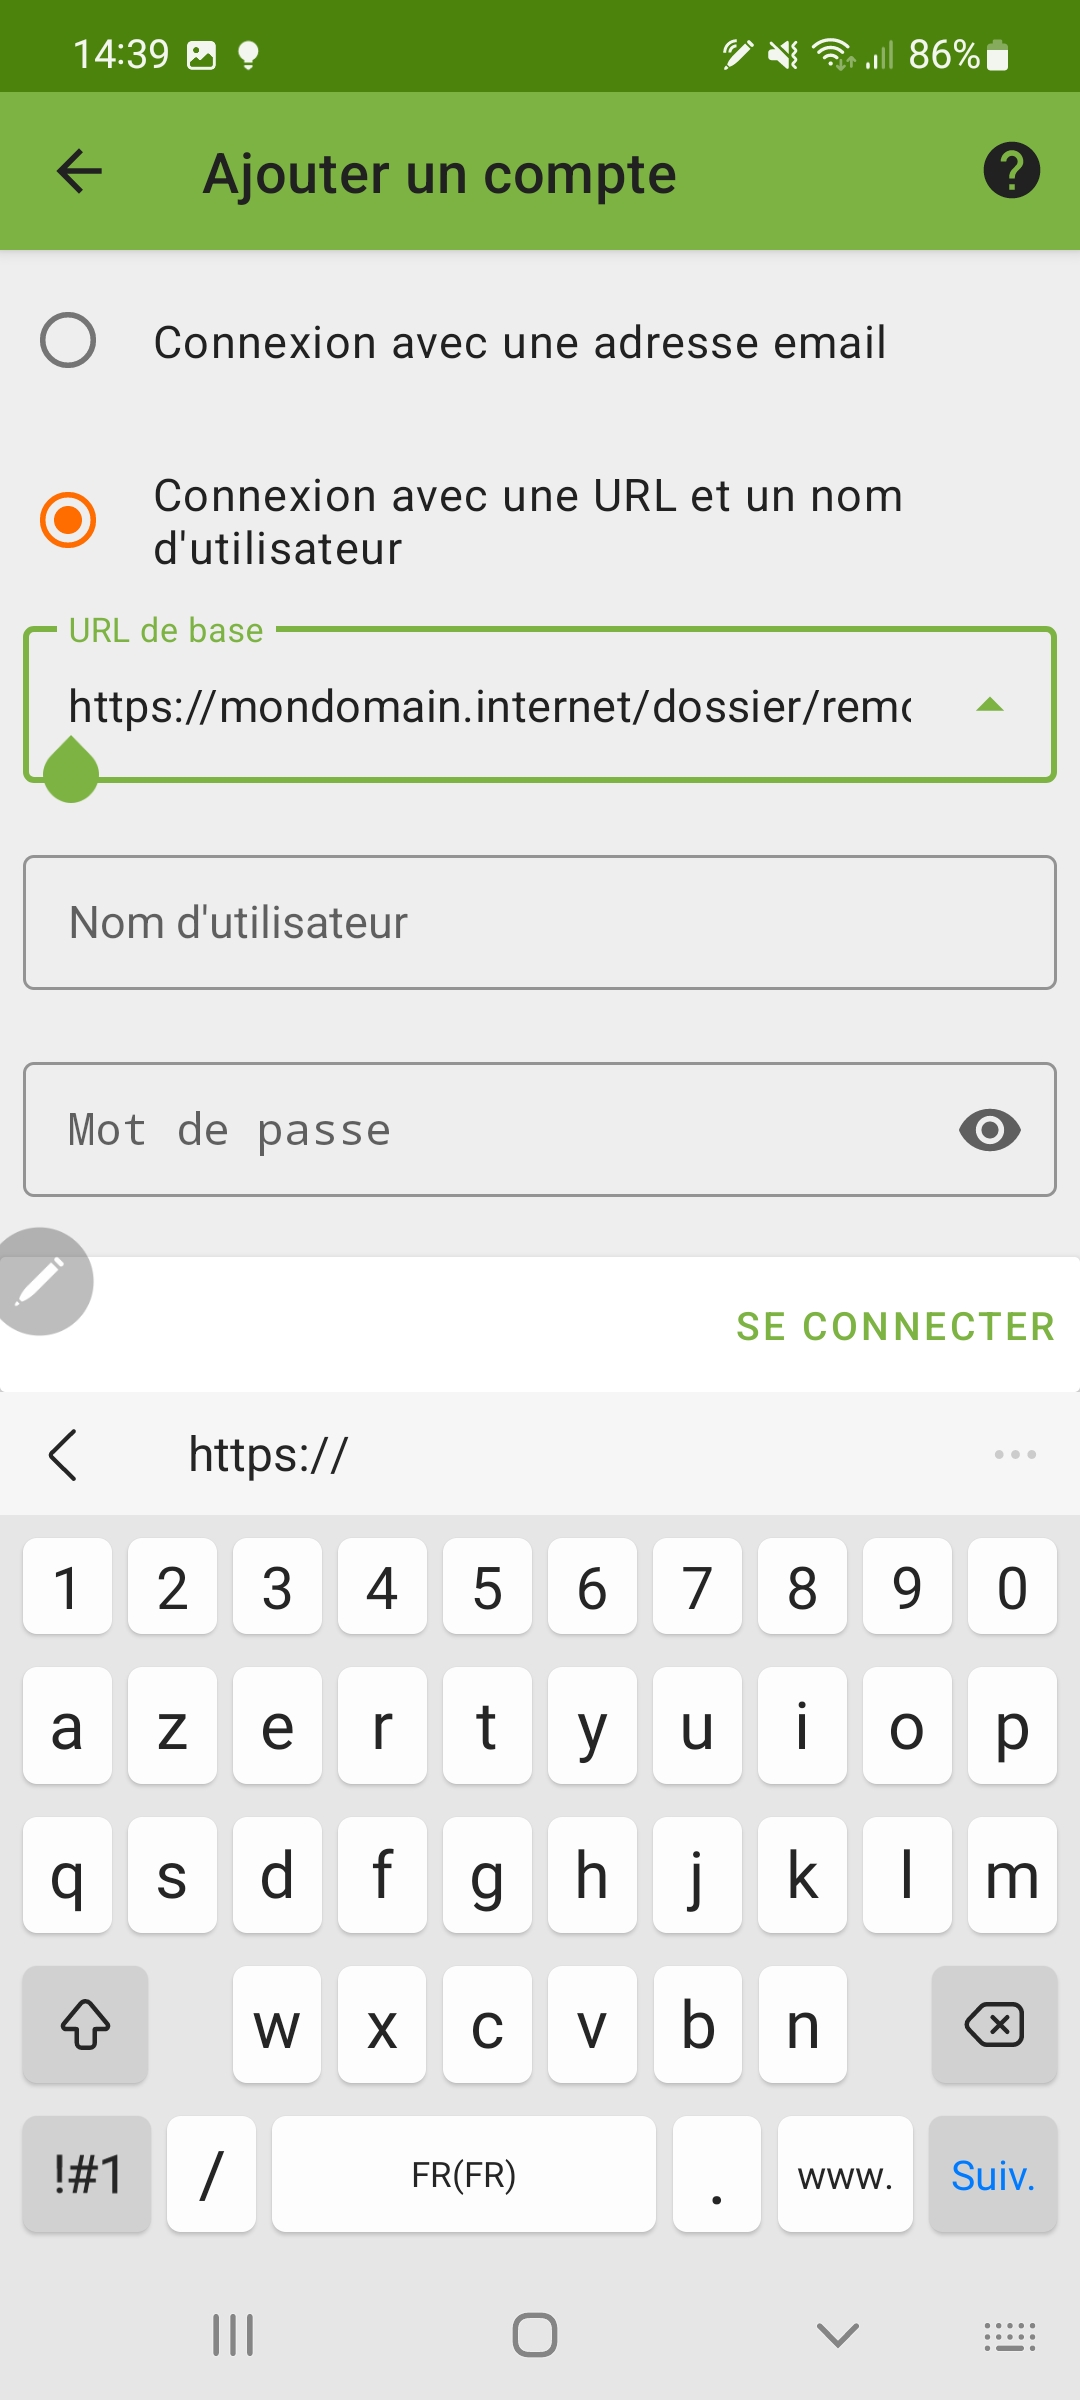 14:39 86%
Ajouter un compte
Connexion avec une adresse email
Connexion avec une URL et un nom
d'utilisateur
URL de base
https://mondomain.internet/dossier/remo
Nom d'utilisateur
Mot de passe
SE CONNECTER
https://
1 2 3 4 5 6 7 8 9 0
a z e r t y u i o p
q s d f g h j k l m
w x c v b n
!#1 / FR(FR) . www. Suiv.